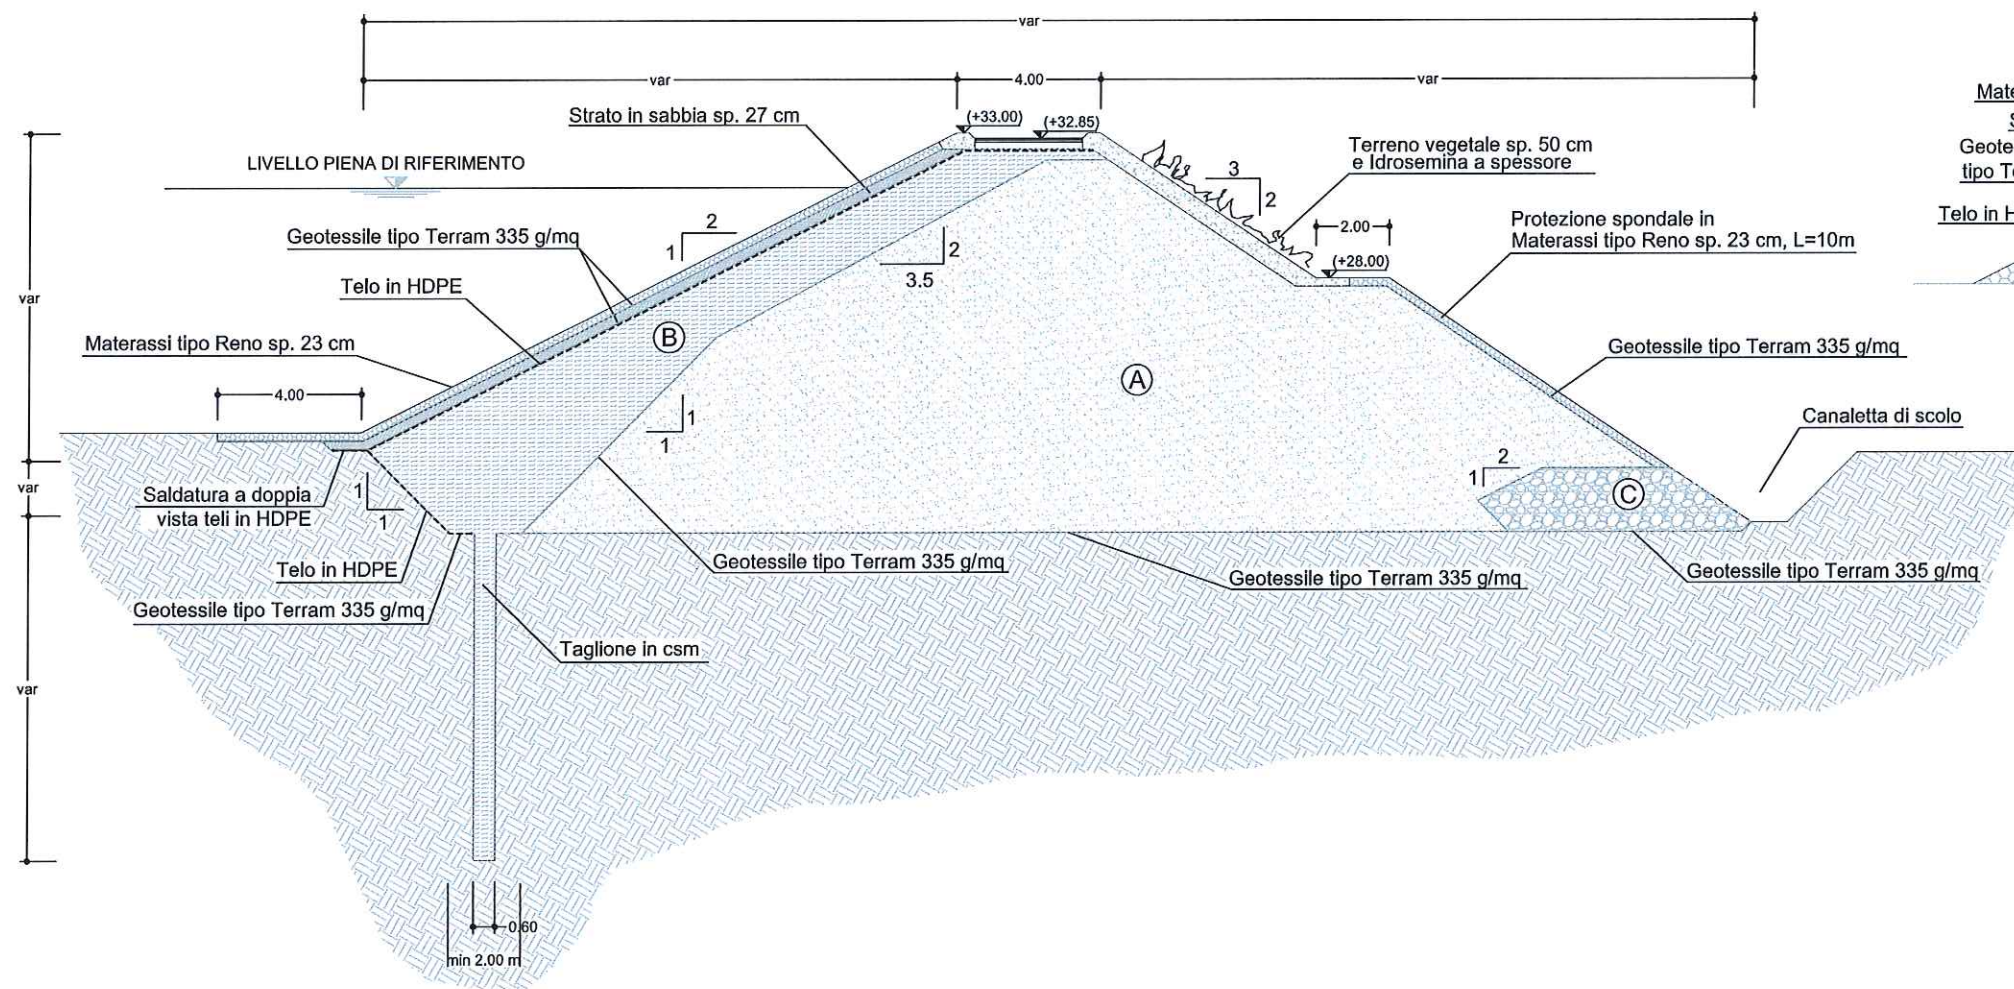 var
var
4.00
var
Strato in sabbia sp. 27 cm
(+33.00)
(+32.85)
LIVELLO PIENA DI RIFERIMENTO
Terreno vegetale sp. 50 cm
e Idrosemina a spessore
3
2
2
1
Geotessile tipo Terram 335 g/mq
2.00
Protezione spondale in
Materassi tipo Reno sp. 23 cm, L=10m
(+28.00)
2
3.5
Telo in HDPE
var
B
Materassi tipo Reno sp. 23 cm
Geotessile tipo Terram 335 g/mq
A
4.00
1
1
Canaletta di scolo
2
1
var
Saldatura a doppia
vista teli in HDPE
1
1
C
Telo in HDPE
Geotessile tipo Terram 335 g/mq
Geotessile tipo Terram 335 g/mq
Geotessile tipo Terram 335 g/mq
Geotessile tipo Terram 335 g/mq
Taglione in csm
var
0.60
min 2.00 m
Mate
Geote
tipo Te
Telo in H